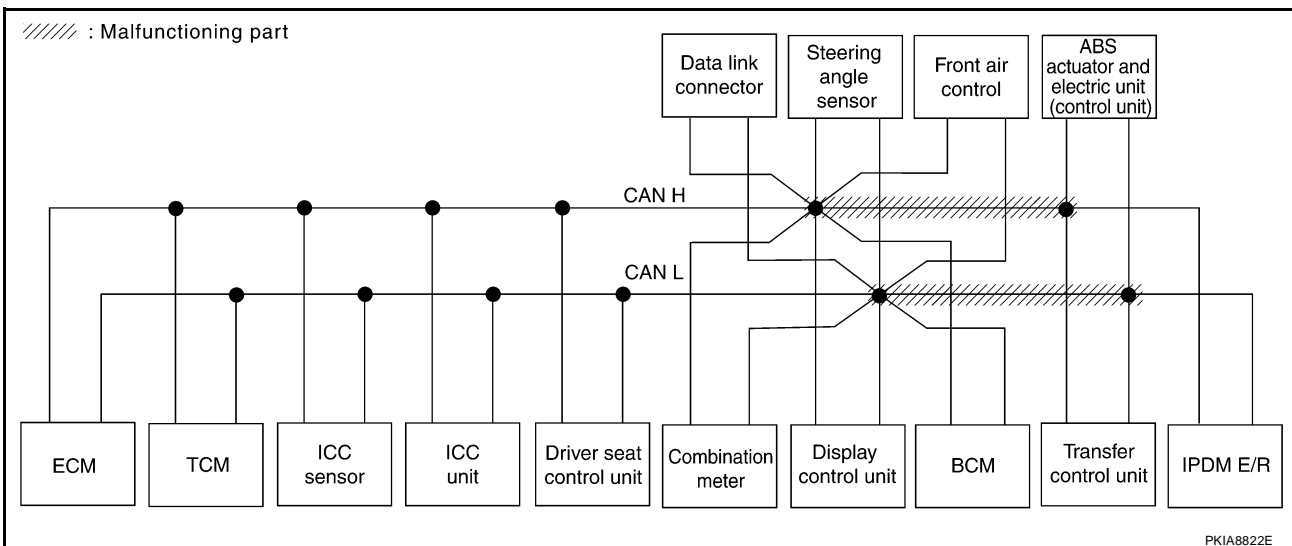 : Malfunctioning part
Data link
connector
Steering
angle
sensor
Front air
control
ABS
actuator and
electric unit
(control unit)
CAN H
CAN L
ECM
TCM
ICC
sensor
ICC
unit
Driver seat
control unit
Combination
meter
Display
control unit
BCM
Transfer
control unit
IPDM E/R
PKIA8822E